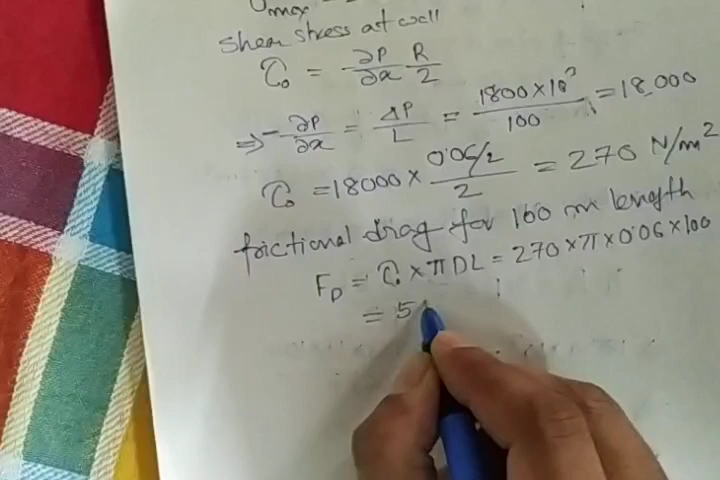 Umax
Shear stress at wall
τ₀ = -∂P/∂x R/2
⇒ -∂P/∂x = ΔP/L = 1800×10³/100 = 18,000
τ₀ = 18000 × 0.06/2/2 = 270 N/m²
frictional drag for 100 m length
F_D = τ₀ × π D L = 270 × π × 0.06 × 100
= 5